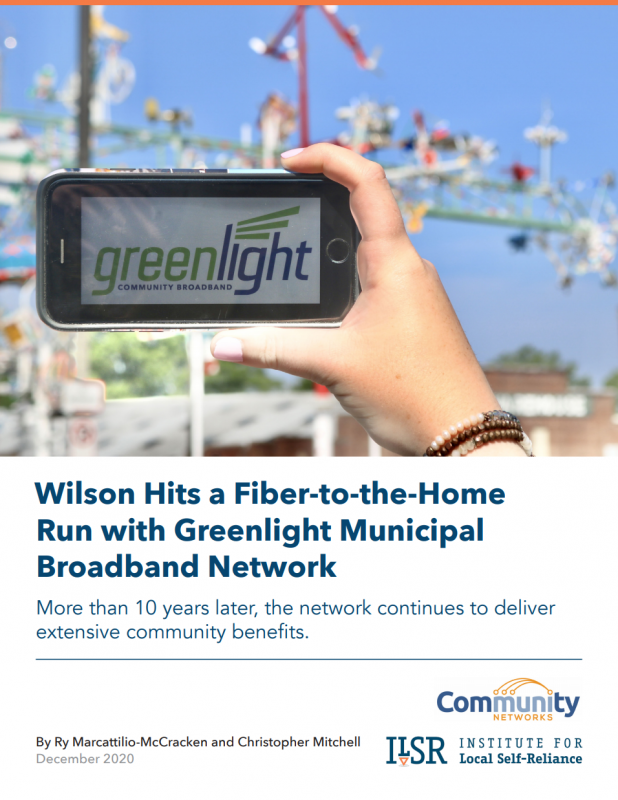 greenlight
COMMUNITY BROADBAND
Wilson Hits a Fiber-to-the-Home
Run with Greenlight Municipal
Broadband Network
More than 10 years later, the network continues to deliver
extensive community benefits.
Community
NETWORKS
By Ry Marcattilio-McCracken and Christopher Mitchell
December 2020
ILSR
INSTITUTE FOR
Local Self-Reliance